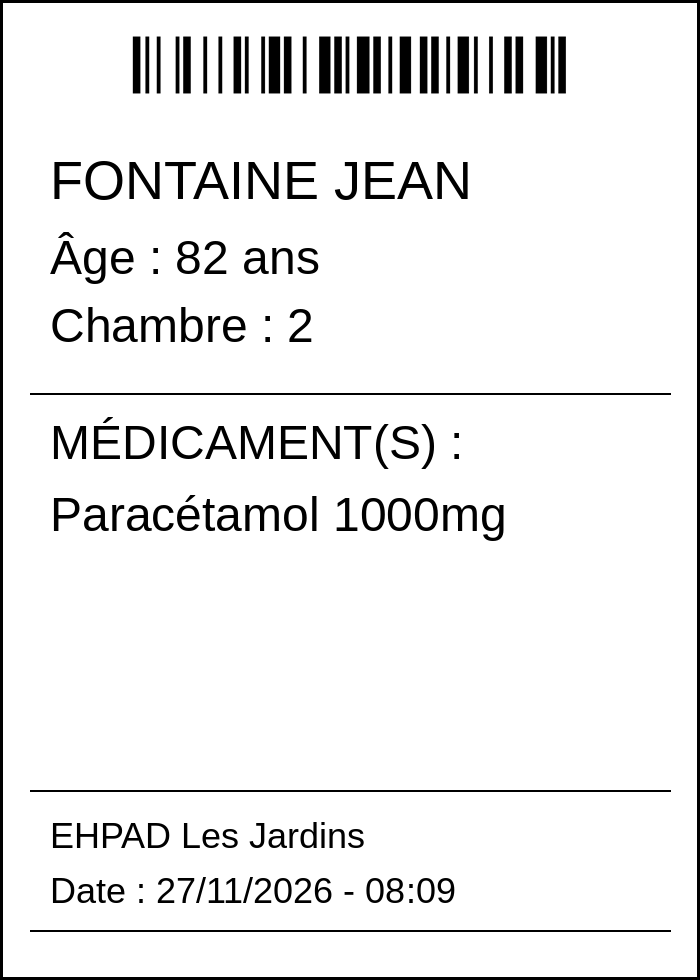 FONTAINE JEAN
Âge : 82 ans
Chambre : 2
MÉDICAMENT(S) :
Paracétamol 1000mg
EHPAD Les Jardins
Date : 27/11/2026 - 08:09